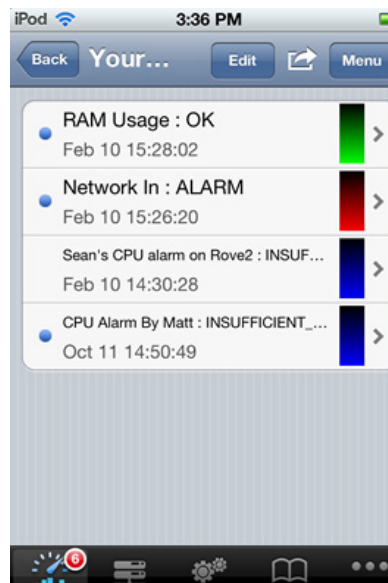 iPod 3:36 PM
Back Your... Edit Menu
RAM Usage : OK
Feb 10 15:28:02
Network In : ALARM
Feb 10 15:26:20
Sean's CPU alarm on Rove2 : INSUF...
Feb 10 14:30:28
CPU Alarm By Matt : INSUFFICIENT_...
Oct 11 14:50:49
6